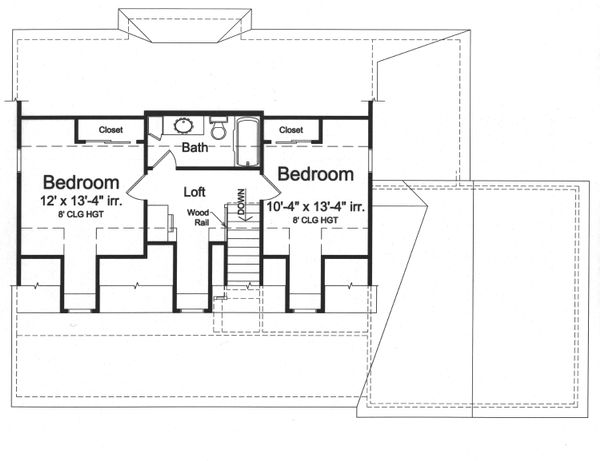 Closet
Closet
Bath
Bedroom
12' x 13'-4" irr.
8' CLG HGT
Bedroom
10'-4" x 13'-4" irr.
8' CLG HGT
Loft
DOWN
Wood
Rail